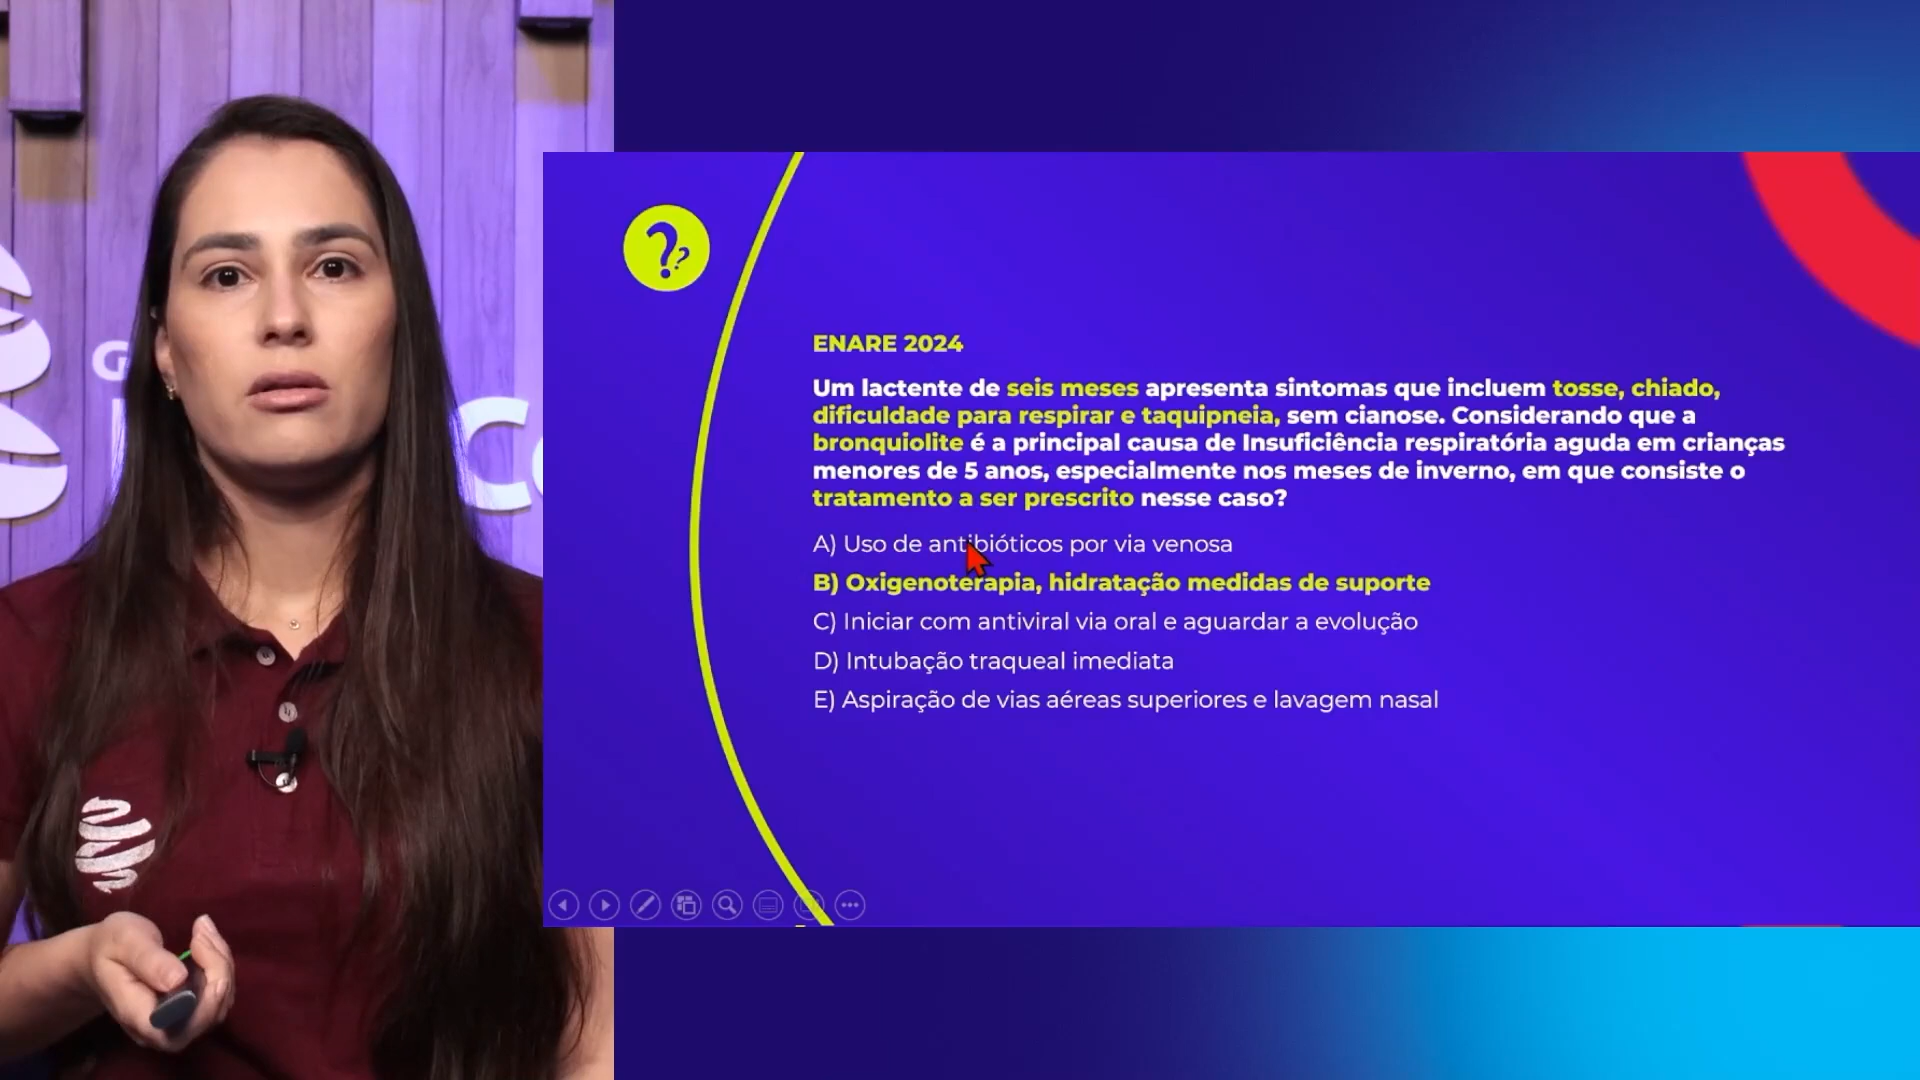 ENARE 2024
Um lactente de seis meses apresenta sintomas que incluem tosse, chiado,
dificuldade para respirar e taquipneia, sem cianose. Considerando que a
bronquiolite é a principal causa de Insuficiência respiratória aguda em crianças
menores de 5 anos, especialmente nos meses de inverno, em que consiste o
tratamento a ser prescrito nesse caso?
A) Uso de antibióticos por via venosa
B) Oxigenoterapia, hidratação medidas de suporte
C) Iniciar com antiviral via oral e aguardar a evolução
D) Intubação traqueal imediata
E) Aspiração de vias aéreas superiores e lavagem nasal